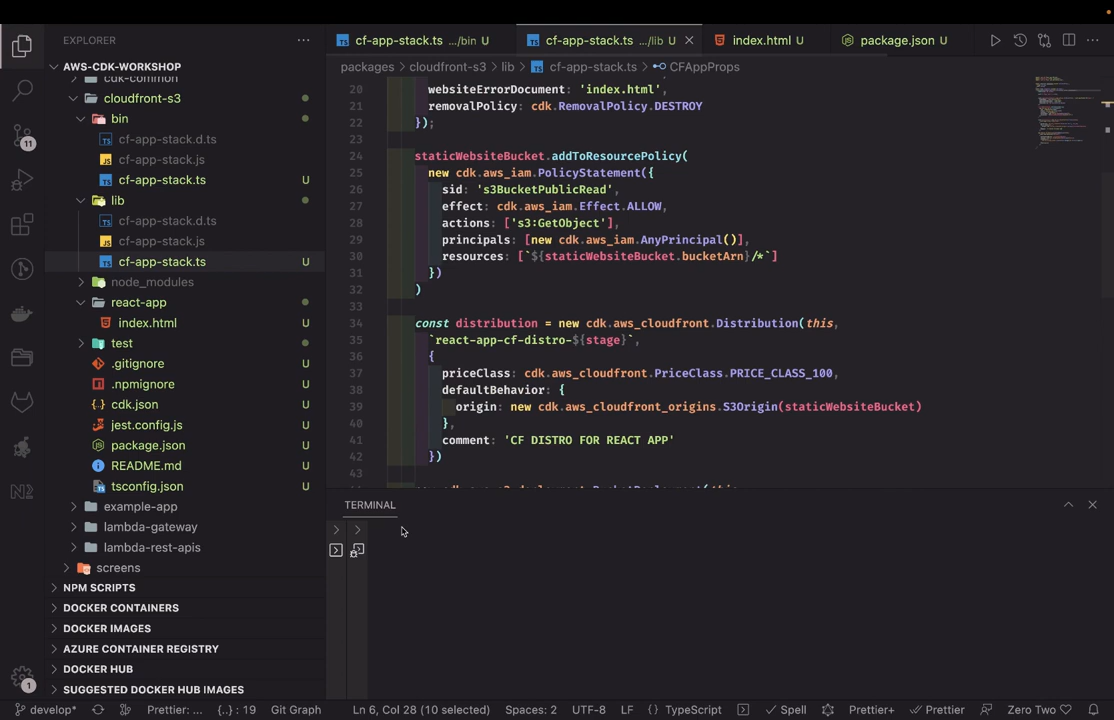 EXPLORER
AWS-CDK-WORKSHOP
cdk-common
cloudfront-s3
bin
cf-app-stack.d.ts
cf-app-stack.js
cf-app-stack.ts U
lib
cf-app-stack.d.ts
cf-app-stack.js
cf-app-stack.ts U
node_modules
react-app
index.html U
test
.gitignore U
.npmignore U
cdk.json U
jest.config.js U
package.json U
README.md U
tsconfig.json U
example-app
lambda-gateway
lambda-rest-apis
screens
NPM SCRIPTS
DOCKER CONTAINERS
DOCKER IMAGES
AZURE CONTAINER REGISTRY
DOCKER HUB
SUGGESTED DOCKER HUB IMAGES
11
1
cf-app-stack.ts .../bin U
cf-app-stack.ts .../lib U
index.html U
package.json U
packages > cloudfront-s3 > lib > cf-app-stack.ts > CFAppProps
20 websiteErrorDocument: 'index.html',
21 removalPolicy: cdk.RemovalPolicy.DESTROY
22 });
23
24 staticWebsiteBucket.addToResourcePolicy(
25 new cdk.aws_iam.PolicyStatement({
26 sid: 's3BucketPublicRead',
27 effect: cdk.aws_iam.Effect.ALLOW,
28 actions: ['s3:GetObject'],
29 principals: [new cdk.aws_iam.AnyPrincipal()],
30 resources: [`${staticWebsiteBucket.bucketArn}/*`]
31 })
32 )
33
34 const distribution = new cdk.aws_cloudfront.Distribution(this,
35 `react-app-cf-distro-${stage}`,
36 {
37 priceClass: cdk.aws_cloudfront.PriceClass.PRICE_CLASS_100,
38 defaultBehavior: {
39 origin: new cdk.aws_cloudfront_origins.S3Origin(staticWebsiteBucket)
40 },
41 comment: 'CF DISTRO FOR REACT APP'
42 })
43
TERMINAL
develop* Prettier: ... {..} : 19 Git Graph Ln 6, Col 28 (10 selected) Spaces: 2 UTF-8 LF {} TypeScript Spell Prettier+ Prettier Zero Two